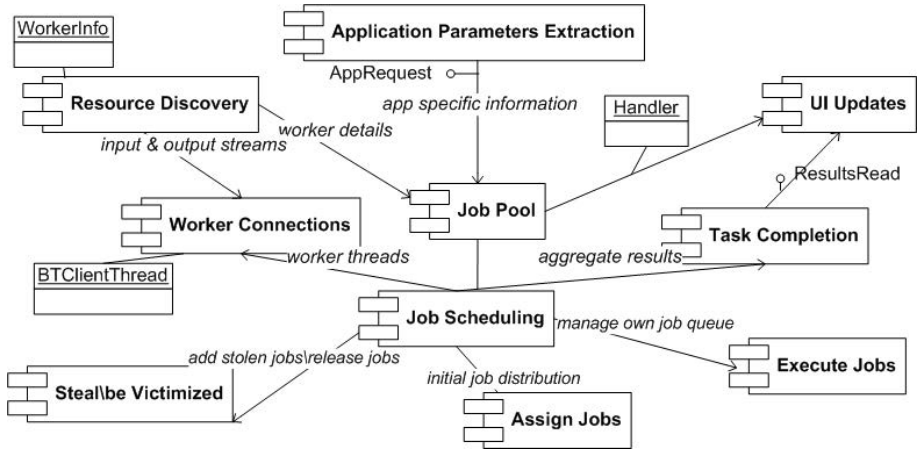 WorkerInfo
Application Parameters Extraction
AppRequest
Resource Discovery
app specific information
Handler
UI Updates
worker details
input & output streams
ResultsRead
Job Pool
Worker Connections
Task Completion
worker threads
aggregate results
BTClientThread
Job Scheduling
manage own job queue
add stolen jobs\release jobs
Execute Jobs
initial job distribution
Steal\be Victimized
Assign Jobs